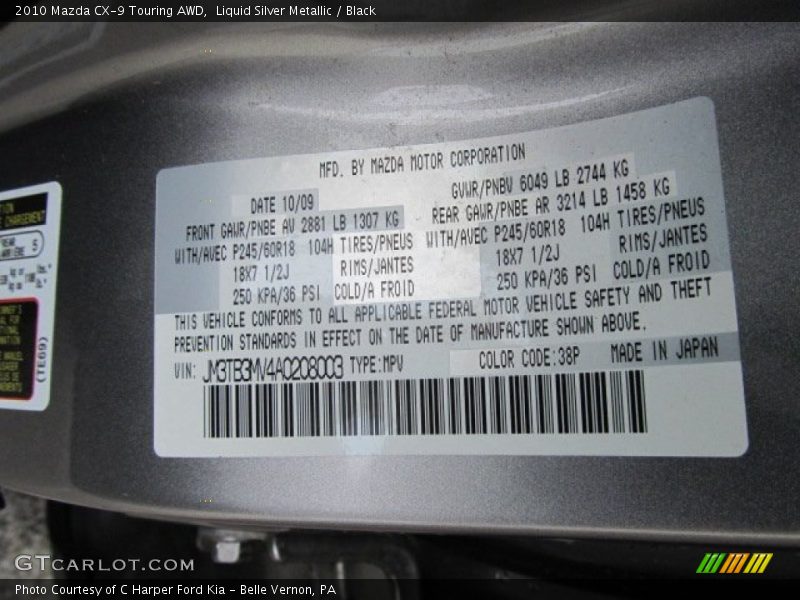 2010 Mazda CX-9 Touring AWD,  Liquid Silver Metallic / Black
MFD. BY MAZDA MOTOR CORPORATION
DATE 10/09
GVWR/PNBV 6049 LB 2744 KG
FRONT GAWR/PNBE AV 2881 LB 1307 KG
REAR GAWR/PNBE AR 3214 LB 1458 KG
WITH/AVEC P245/60R18 104H TIRES/PNEUS
WITH/AVEC P245/60R18 104H TIRES/PNEUS
18X7 1/2J RIMS/JANTES
18X7 1/2J RIMS/JANTES
250 KPA/36 PSI COLD/A FROID
250 KPA/36 PSI COLD/A FROID
THIS VEHICLE CONFORMS TO ALL APPLICABLE FEDERAL MOTOR VEHICLE SAFETY AND THEFT
PREVENTION STANDARDS IN EFFECT ON THE DATE OF MANUFACTURE SHOWN ABOVE.
VIN: JM3TB3MV4A0208003 TYPE:MPV COLOR CODE:38P MADE IN JAPAN
REAR
5
(TE69)
GTCARLOT.COM
Photo Courtesy of C Harper Ford Kia - Belle Vernon, PA